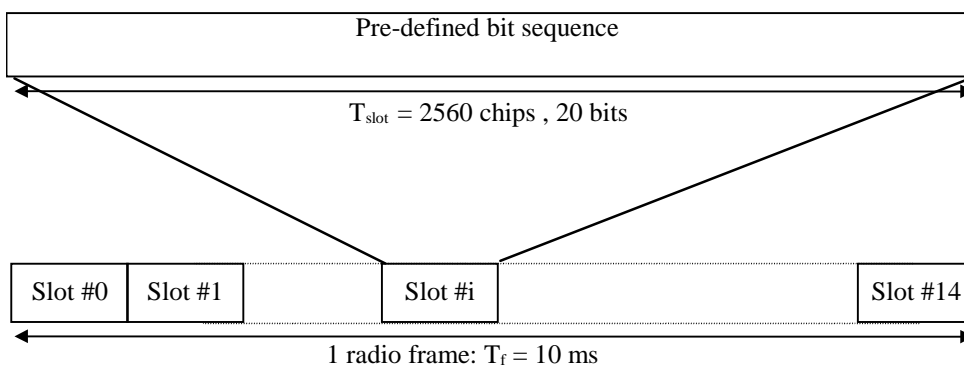 Pre-defined bit sequence
Tslot = 2560 chips , 20 bits
Slot #0 Slot #1 Slot #i Slot #14
1 radio frame: Tf = 10 ms